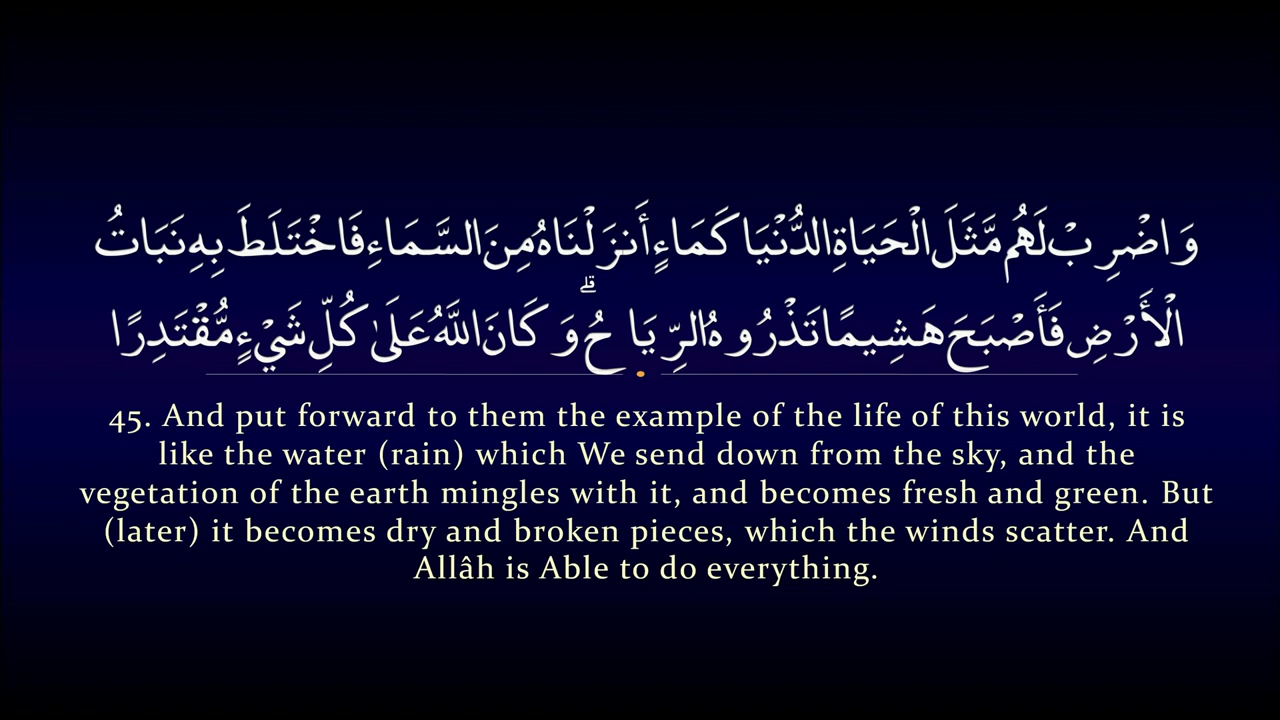 وَاضْرِبْ لَهُم مَّثَلَ الْحَيَاةِ الدُّنْيَا كَمَاءٍ أَنزَلْنَاهُ مِنَ السَّمَاءِ فَاخْتَلَطَ بِهِ نَبَاتُ
الْأَرْضِ فَأَصْبَحَ هَشِيمًا تَذْرُوهُ الرِّيَاحُ ۗ وَكَانَ اللَّهُ عَلَىٰ كُلِّ شَيْءٍ مُّقْتَدِرًا
45. And put forward to them the example of the life of this world, it is
like the water (rain) which We send down from the sky, and the
vegetation of the earth mingles with it, and becomes fresh and green. But
(later) it becomes dry and broken pieces, which the winds scatter. And
Allâh is Able to do everything.